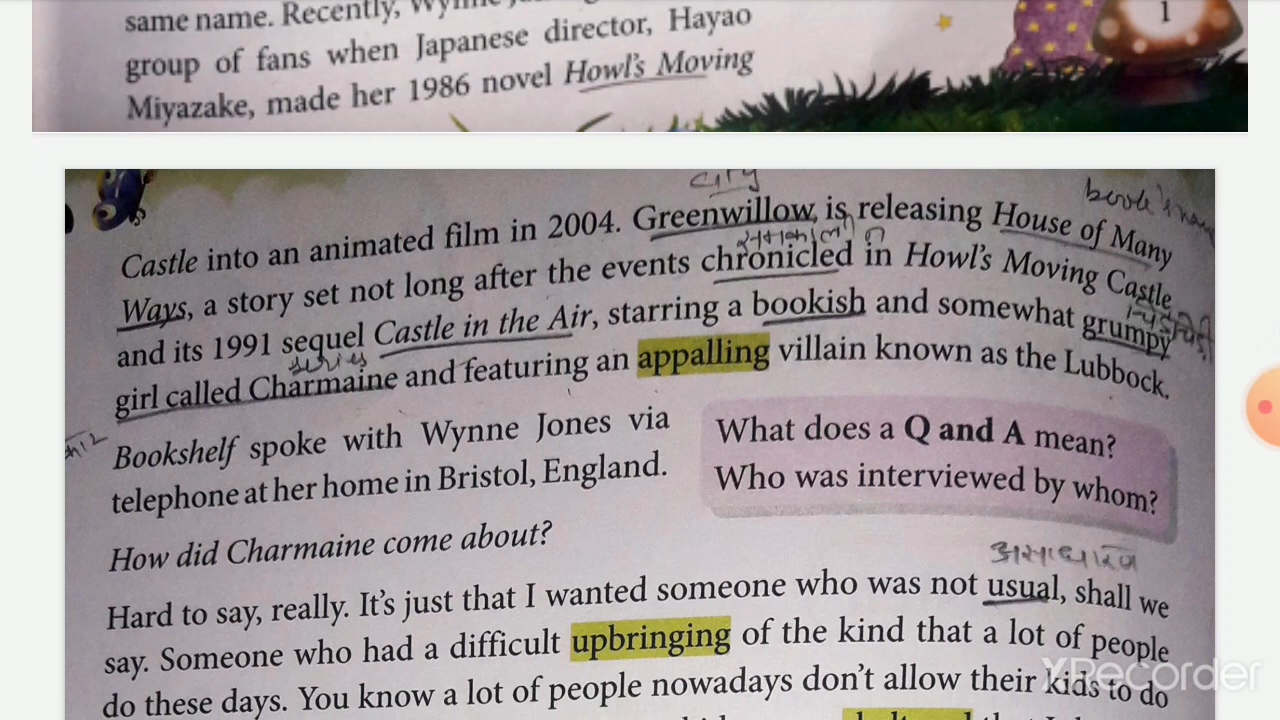 same name. Recently,
group of fans when Japanese director, Hayao
Miyazake, made her 1986 novel Howl's Moving
1
city
Castle into an animated film in 2004. Greenwillow is releasing House of Many
Ways, a story set not long after the events chronicled in Howl's Moving Castle
and its 1991 sequel Castle in the Air, starring a bookish and somewhat grumpy
girl called Charmaine and featuring an appalling villain known as the Lubbock.
Bookshelf spoke with Wynne Jones via
telephone at her home in Bristol, England.
What does a Q and A mean?
Who was interviewed by whom?
How did Charmaine come about?
असाधारण
Hard to say, really. It's just that I wanted someone who was not usual, shall we
say. Someone who had a difficult upbringing of the kind that a lot of people
do these days. You know a lot of people nowadays don't allow their kids to do
XRecorder